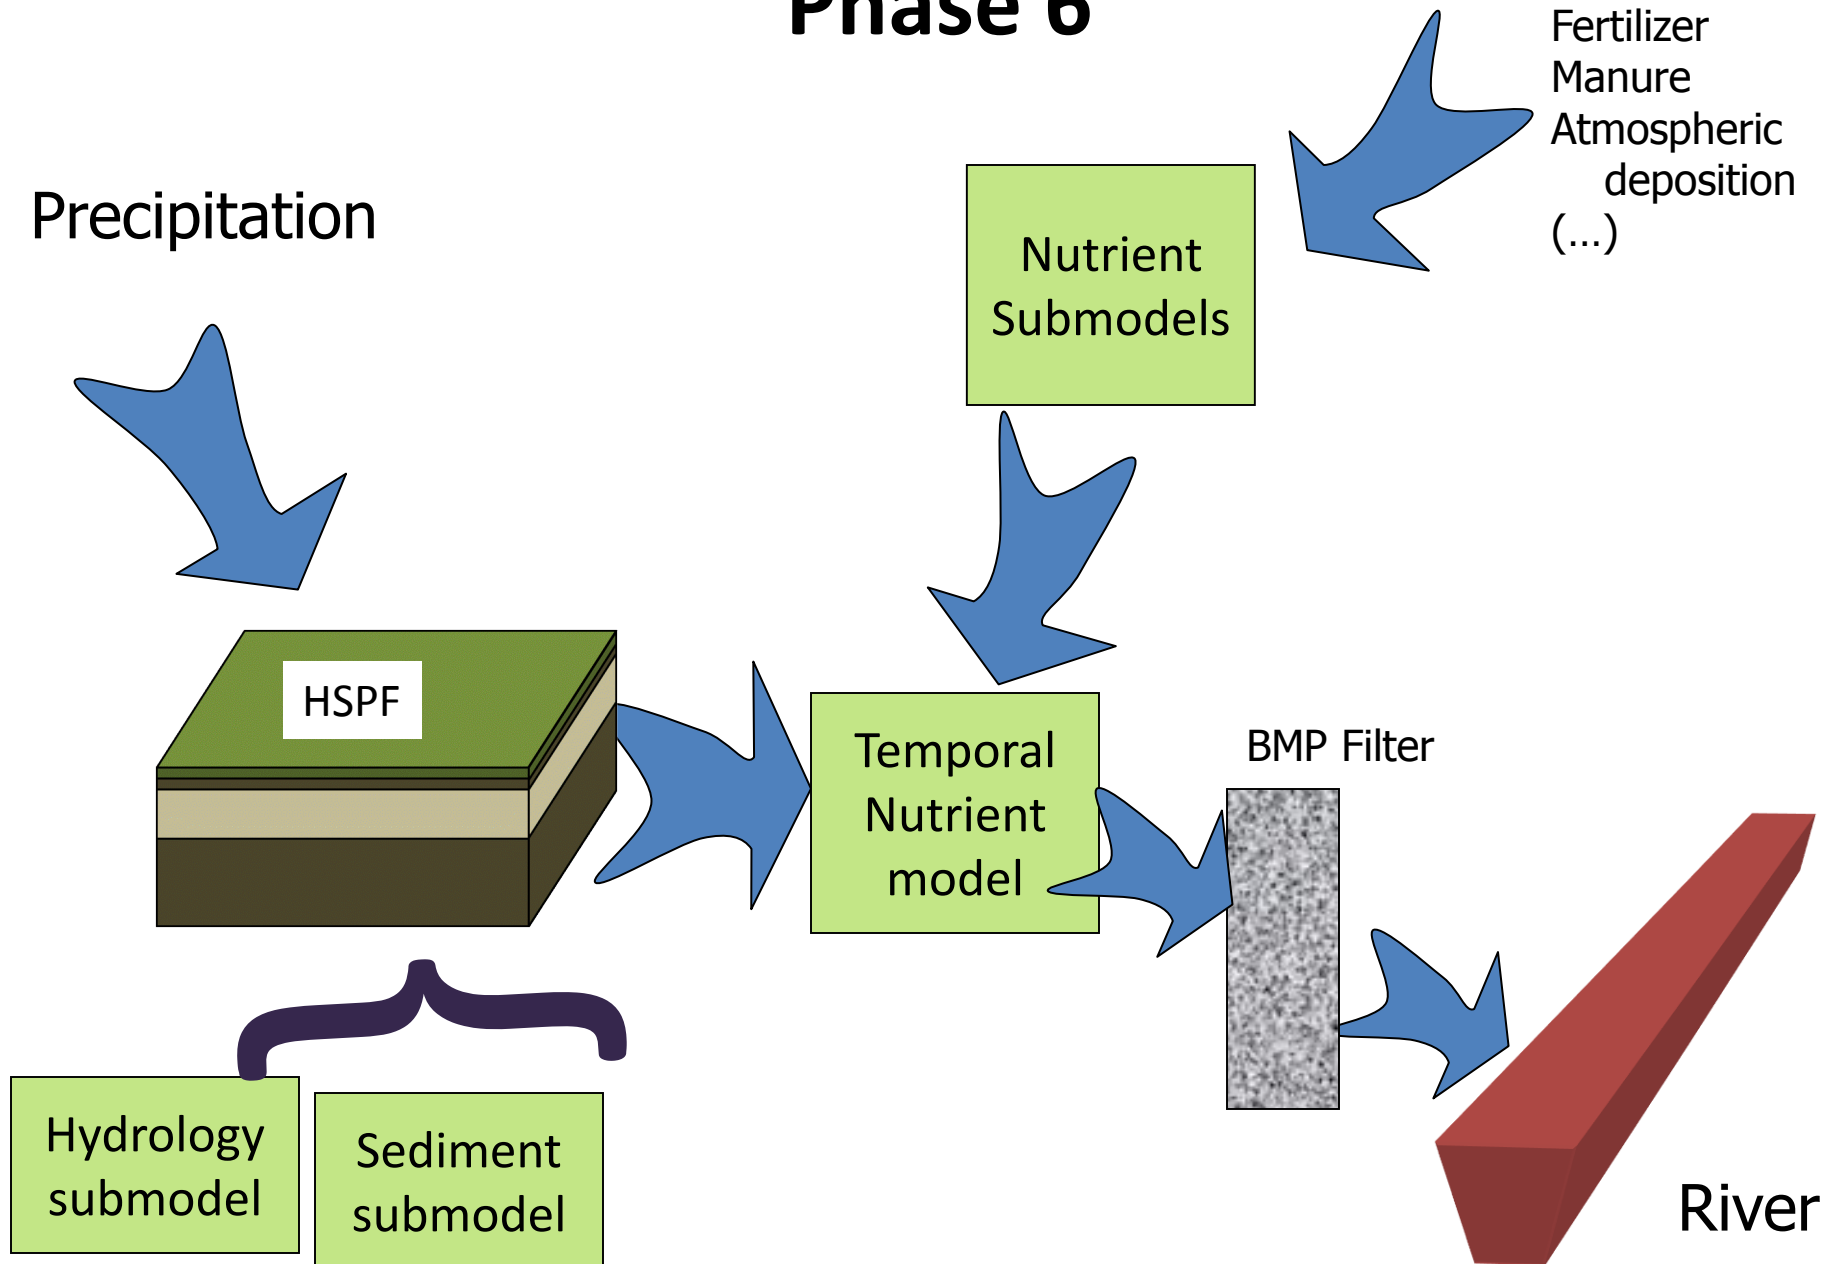 Phase 6
Fertilizer
Manure
Atmospheric
deposition
(...)
Precipitation
Nutrient
Submodels
HSPF
Temporal
Nutrient
model
BMP Filter
Hydrology
submodel
Sediment
submodel
River